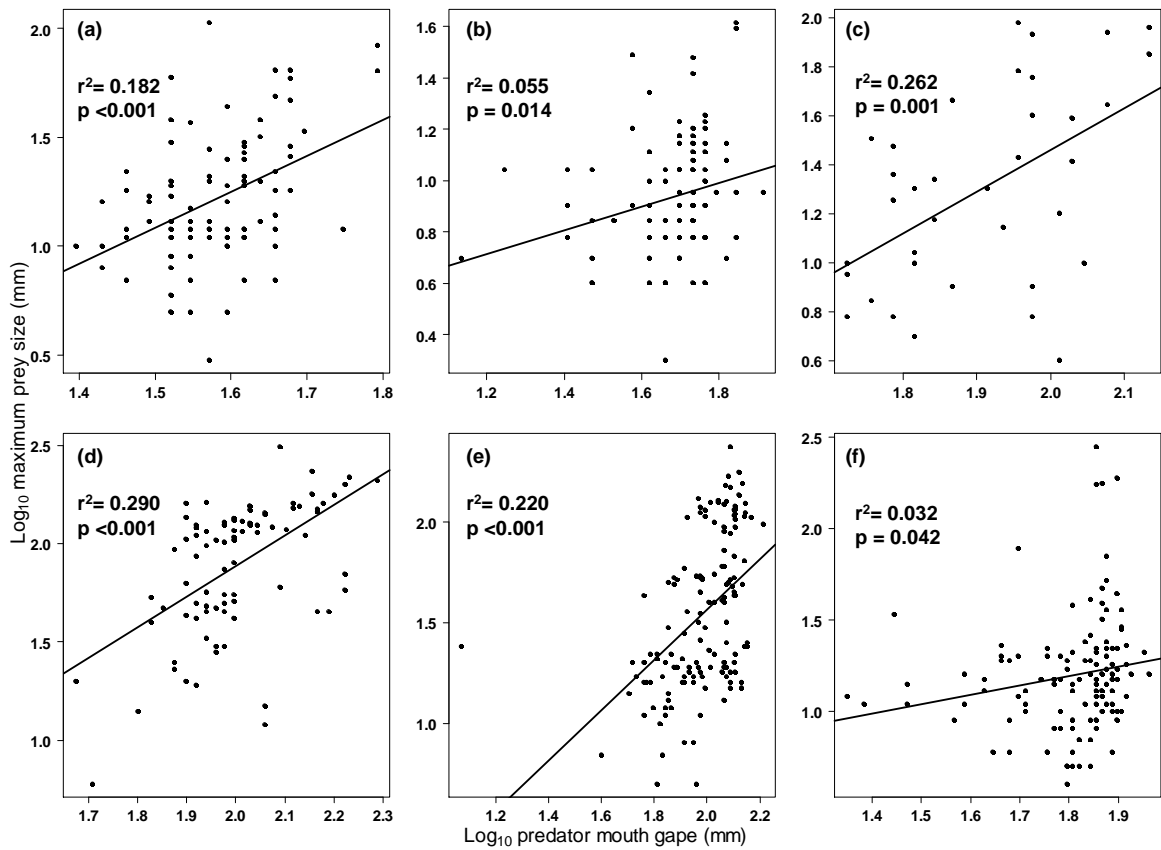 (a)
r²= 0.182
p <0.001
2.0
1.5
1.0
0.5
1.4 1.5 1.6 1.7 1.8
(b)
r²= 0.055
p = 0.014
1.6
1.4
1.2
1.0
0.8
0.6
0.4
1.2 1.4 1.6 1.8
(c)
r²= 0.262
p = 0.001
2.0
1.8
1.6
1.4
1.2
1.0
0.8
0.6
1.8 1.9 2.0 2.1
Log₁₀ maximum prey size (mm)
(d)
r²= 0.290
p <0.001
2.5
2.0
1.5
1.0
1.7 1.8 1.9 2.0 2.1 2.2 2.3
(e)
r²= 0.220
p <0.001
2.0
1.5
1.0
1.2 1.4 1.6 1.8 2.0 2.2
(f)
r²= 0.032
p = 0.042
2.5
2.0
1.5
1.0
1.4 1.5 1.6 1.7 1.8 1.9
Log₁₀ predator mouth gape (mm)